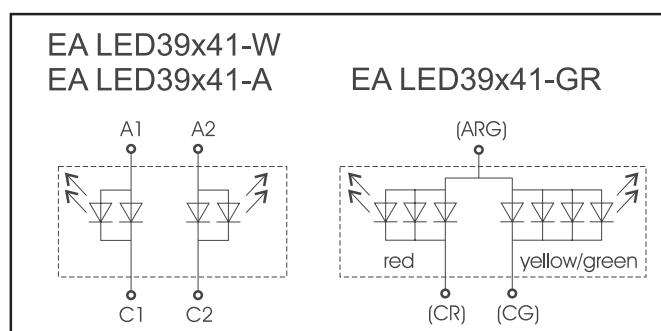 EA LED39x41-W
EA LED39x41-A
EA LED39x41-GR
A1 A2
(ARG)
red yellow/green
C1 C2
(CR) (CG)